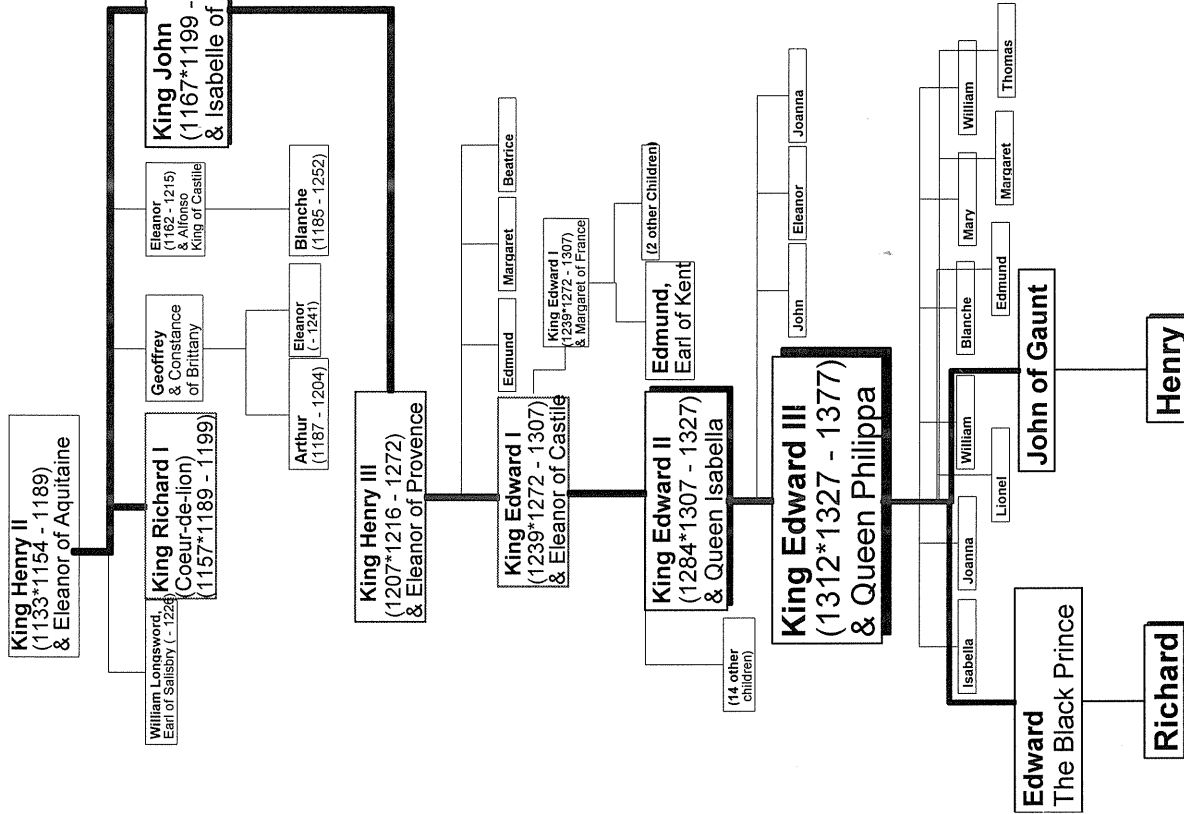 King Henry II
(1133*1154 - 1189)
& Eleanor of Aquitaine
William Longsword,
Earl of Salisbry ( - 1226)
King Richard I
(Coeur-de-lion)
(1157*1189 - 1199)
Geoffrey
& Constance
of Brittany
Eleanor
(1162 - 1215)
& Alfonso
King of Castile
King John
(1167*1199 -
& Isabelle of
Arthur
(1187 - 1204)
Eleanor
( - 1241)
Blanche
(1185 - 1252)
King Henry III
(1207*1216 - 1272)
& Eleanor of Provence
King Edward I
(1239*1272 - 1307)
& Eleanor of Castile
Edmund
Margaret
Beatrice
King Edward I
(1239*1272 - 1307)
& Margaret of France
King Edward II
(1284*1307 - 1327)
& Queen Isabella
Edmund,
Earl of Kent
(2 other Children)
(14 other
children)
King Edward III
(1312*1327 - 1377)
& Queen Philippa
John
Eleanor
Joanna
Isabella
Joanna
William
Blanche
Mary
William
Lionel
Edmund
Margaret
Thomas
Edward
The Black Prince
John of Gaunt
Richard
Henry